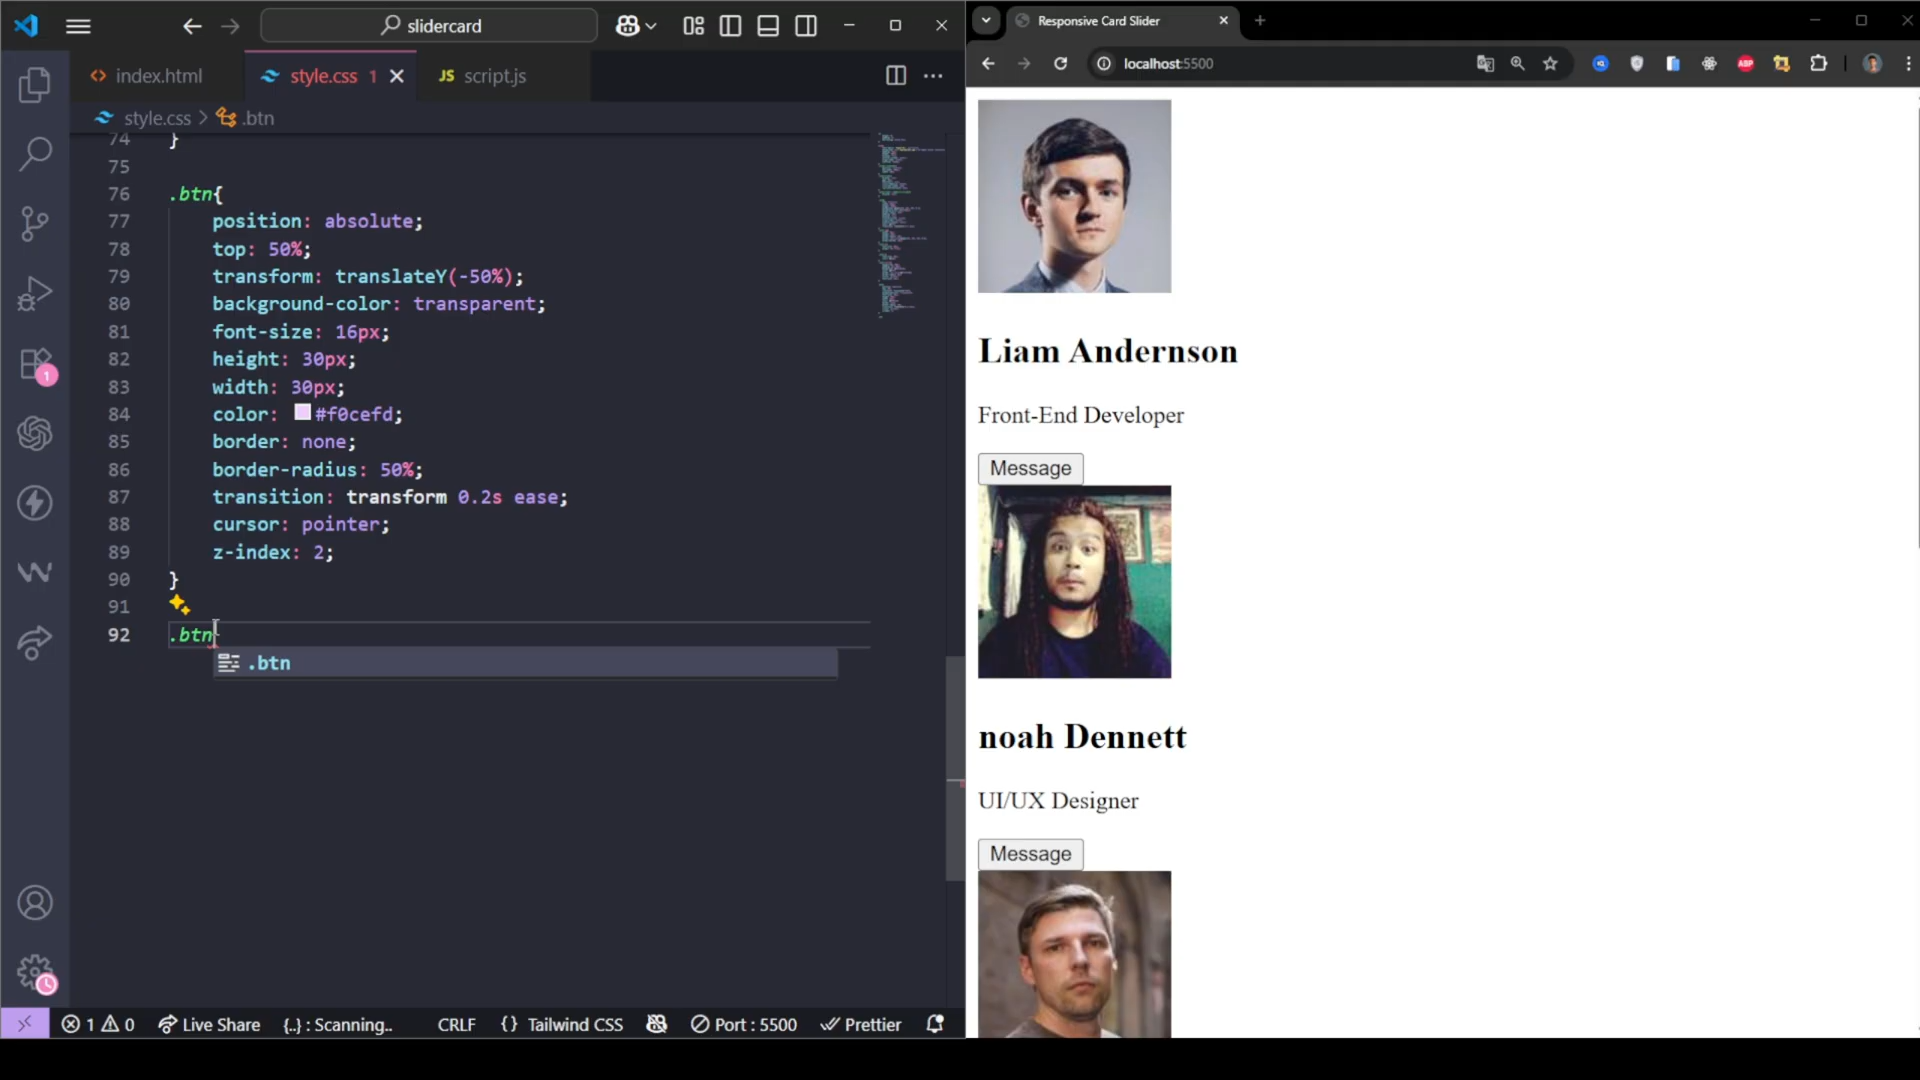 slidercard
index.html
style.css 1
JS script.js
style.css > .btn
74 }
75
76 .btn{
77 position: absolute;
78 top: 50%;
79 transform: translateY(-50%);
80 background-color: transparent;
81 font-size: 16px;
82 height: 30px;
83 width: 30px;
84 color: #f0cefd;
85 border: none;
86 border-radius: 50%;
87 transition: transform 0.2s ease;
88 cursor: pointer;
89 z-index: 2;
90 }
91
92 .btn
.btn
1
1 0 Live Share {..} : Scanning.. CRLF {} Tailwind CSS Port : 5500 Prettier
Responsive Card Slider
localhost:5500
ABP
Liam Andernson
Front-End Developer
Message
noah Dennett
UI/UX Designer
Message